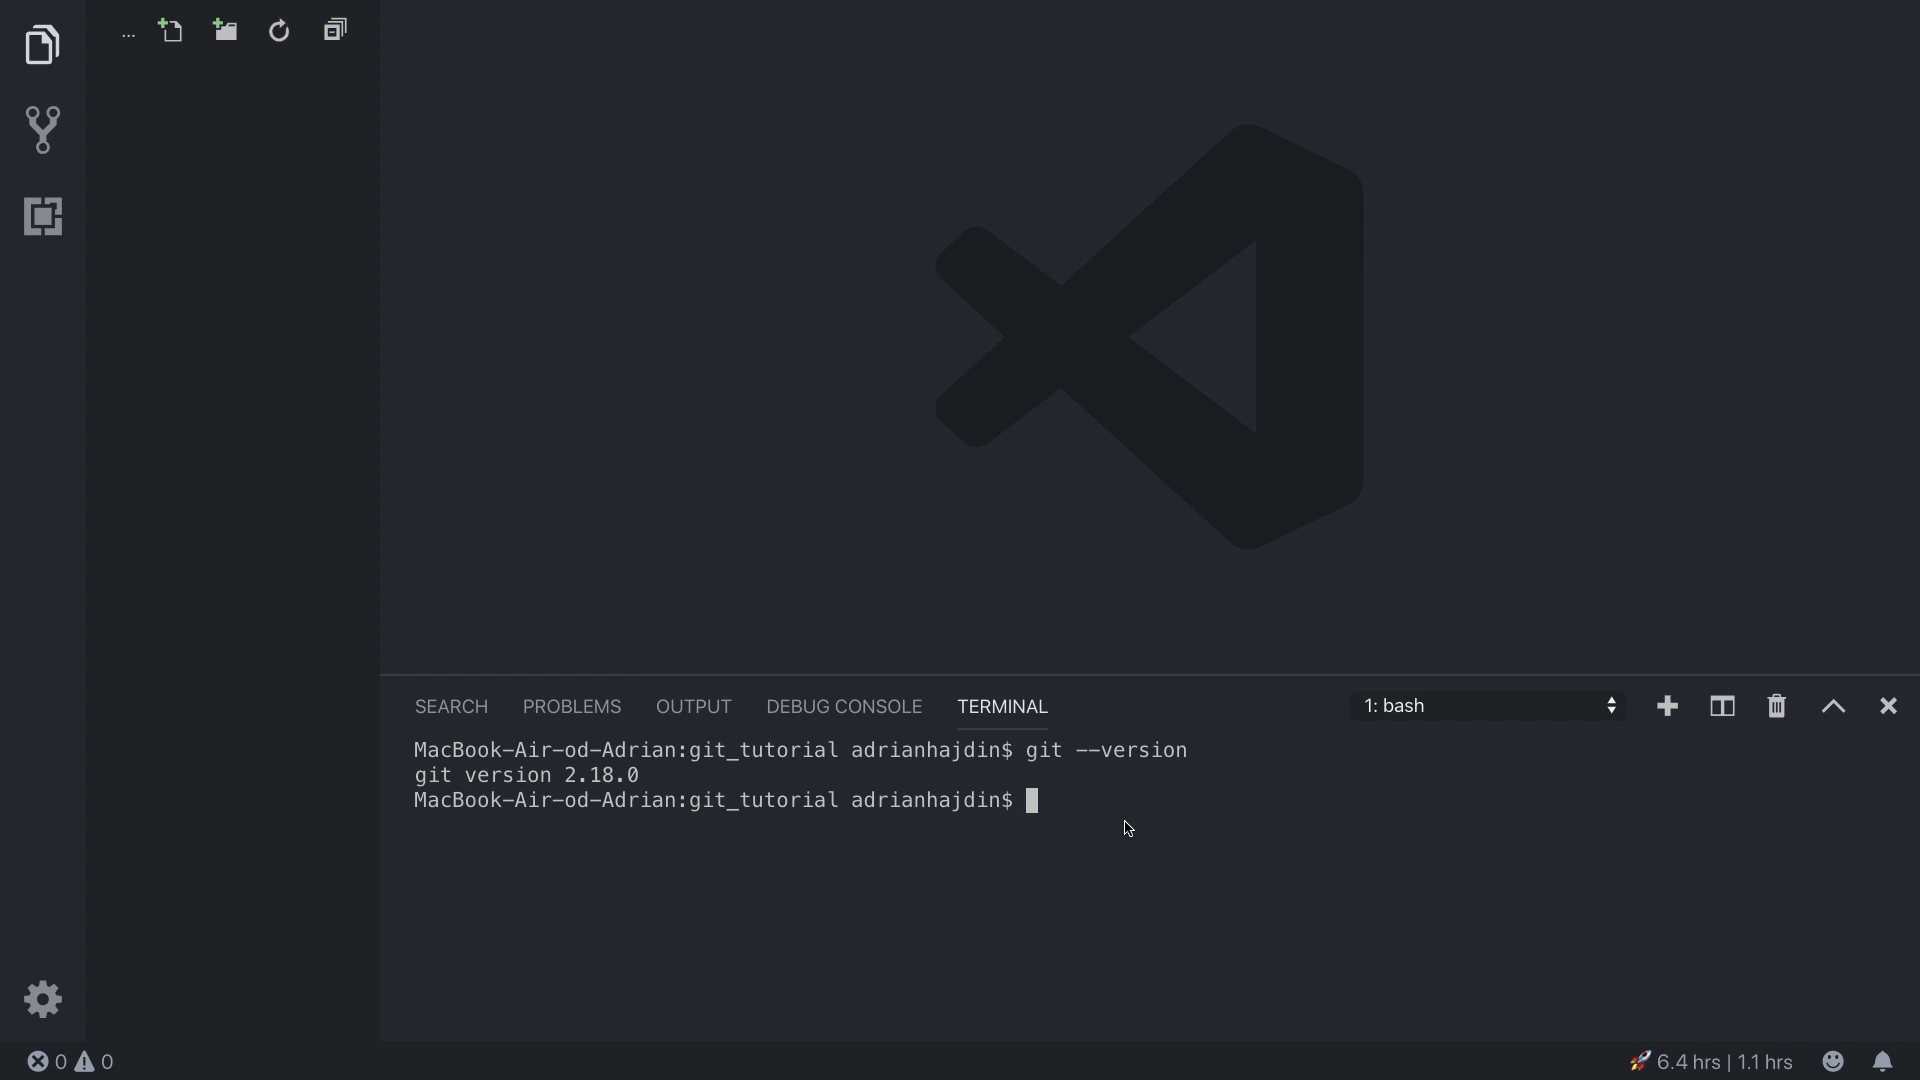 ...
SEARCH PROBLEMS OUTPUT DEBUG CONSOLE TERMINAL 1: bash
MacBook-Air-od-Adrian:git_tutorial adrianhajdin$ git --version
git version 2.18.0
MacBook-Air-od-Adrian:git_tutorial adrianhajdin$
0 0 6.4 hrs | 1.1 hrs